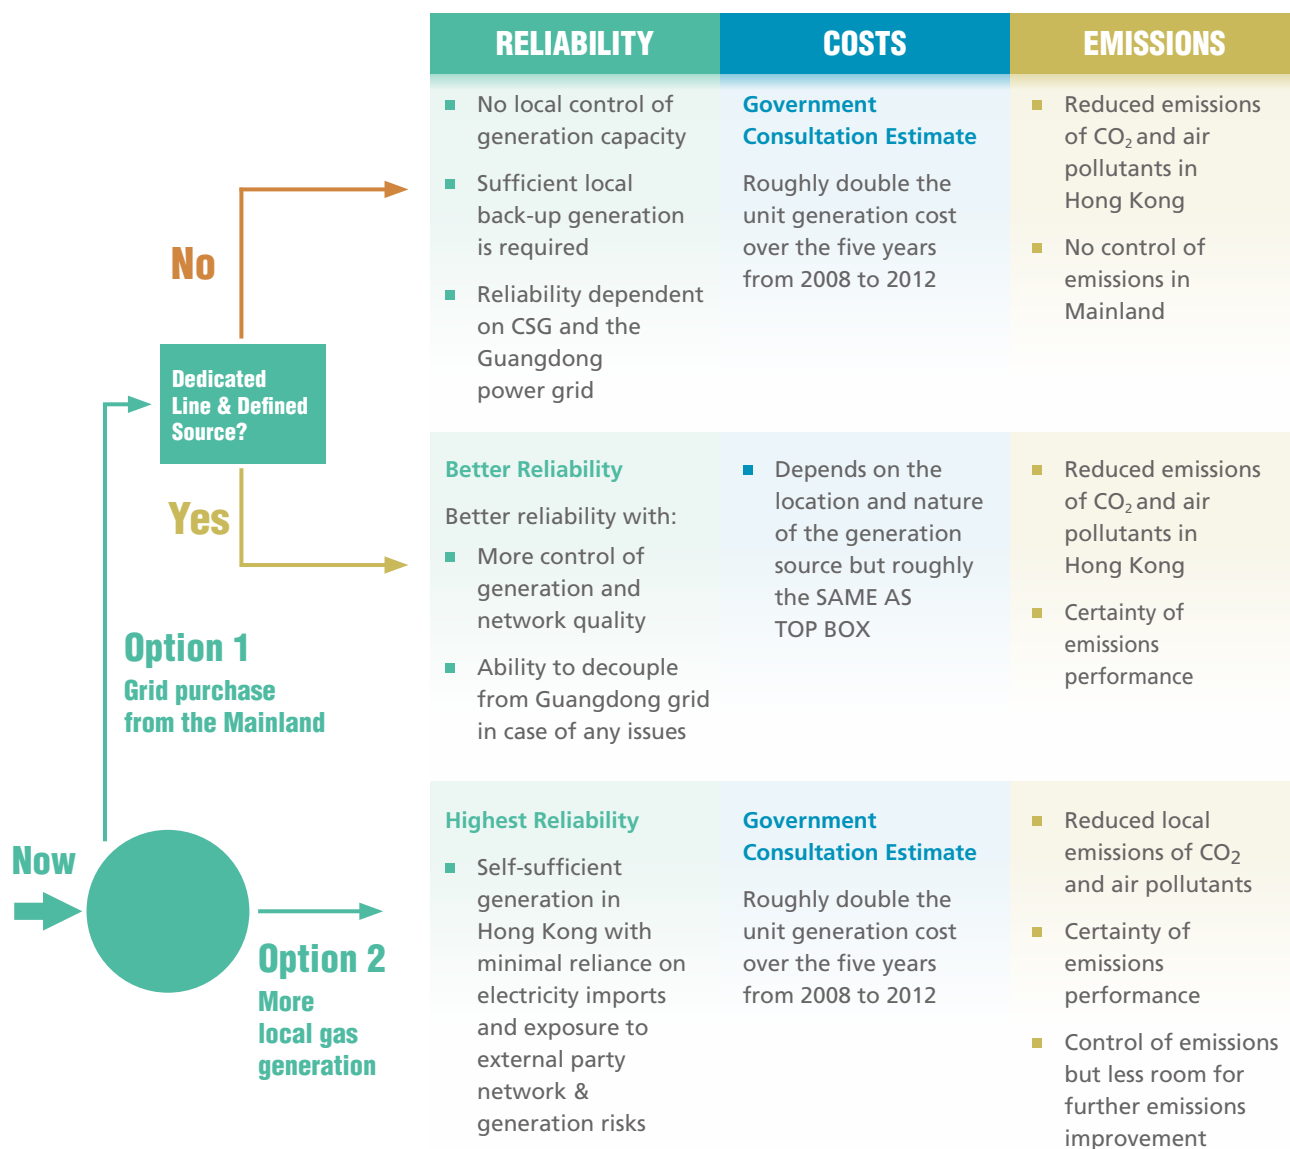 RELIABILITY
COSTS
EMISSIONS
No local control of
generation capacity
Sufficient local
back-up generation
is required
Reliability dependent
on CSG and the
Guangdong
power grid
Government
Consultation Estimate
Roughly double the
unit generation cost
over the five years
from 2008 to 2012
Reduced emissions
of CO2 and air
pollutants in
Hong Kong
No control of
emissions in
Mainland
No
Dedicated
Line & Defined
Source?
Yes
Better Reliability
Better reliability with:
More control of
generation and
network quality
Ability to decouple
from Guangdong grid
in case of any issues
Depends on the
location and nature
of the generation
source but roughly
the SAME AS
TOP BOX
Reduced emissions
of CO2 and air
pollutants in
Hong Kong
Certainty of
emissions
performance
Option 1
Grid purchase
from the Mainland
Now
Option 2
More
local gas
generation
Highest Reliability
Self-sufficient
generation in
Hong Kong with
minimal reliance on
electricity imports
and exposure to
external party
network &
generation risks
Government
Consultation Estimate
Roughly double the
unit generation cost
over the five years
from 2008 to 2012
Reduced local
emissions of CO2
and air pollutants
Certainty of
emissions
performance
Control of emissions
but less room for
further emissions
improvement